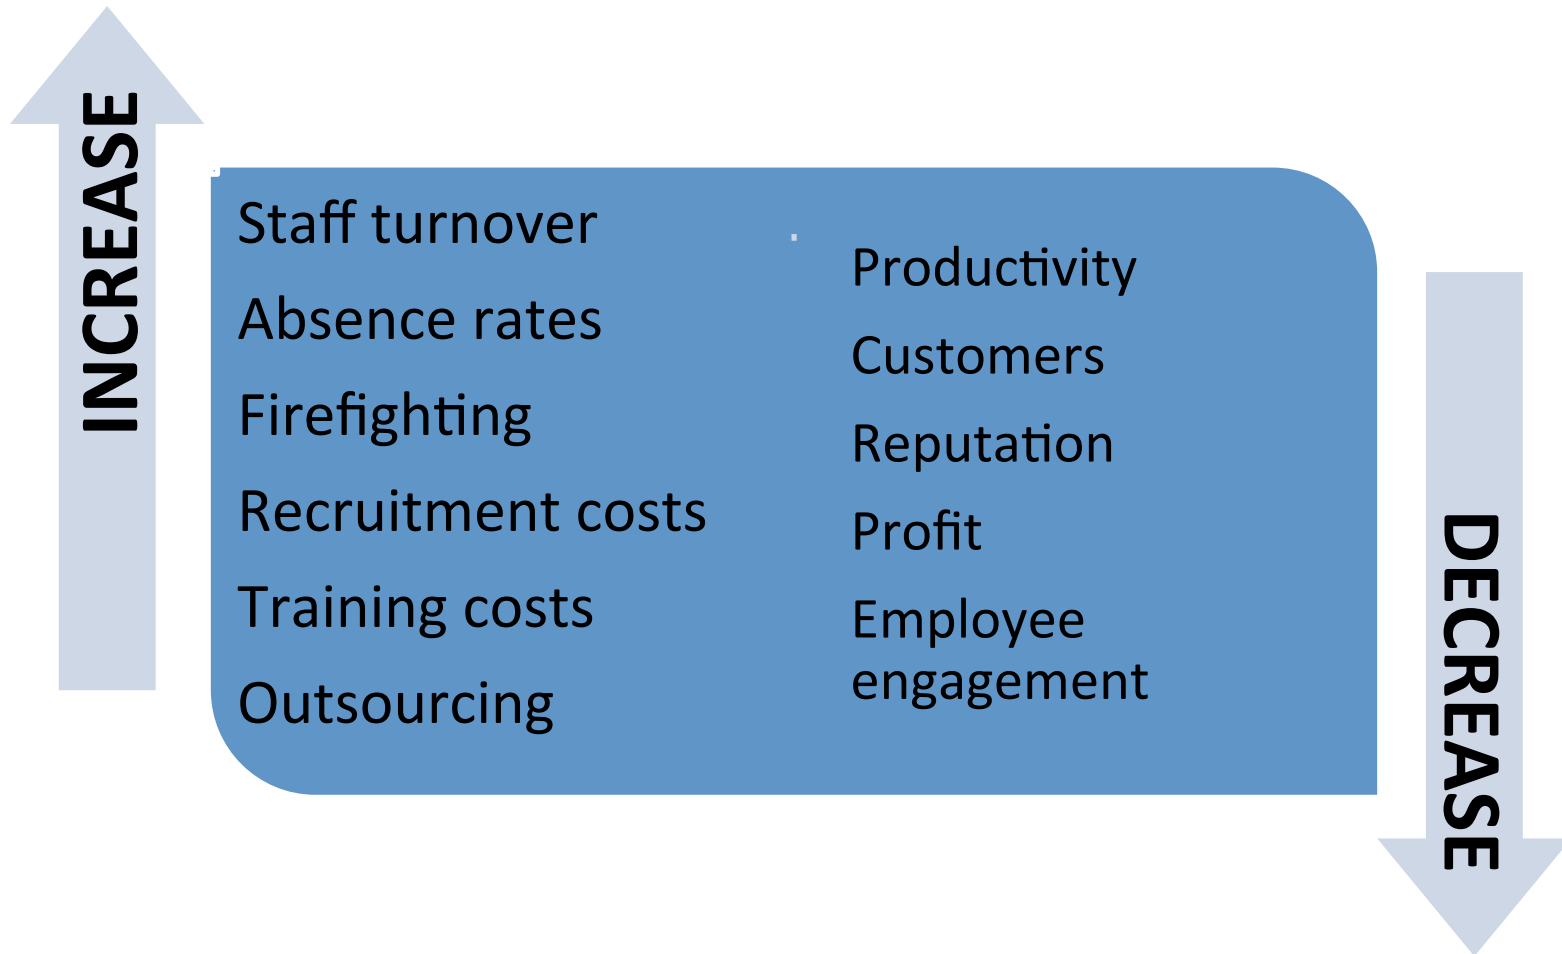 INCREASE
Staff turnover
Absence rates
Firefighting
Recruitment costs
Training costs
Outsourcing
Productivity
Customers
Reputation
Profit
Employee
engagement
DECREASE